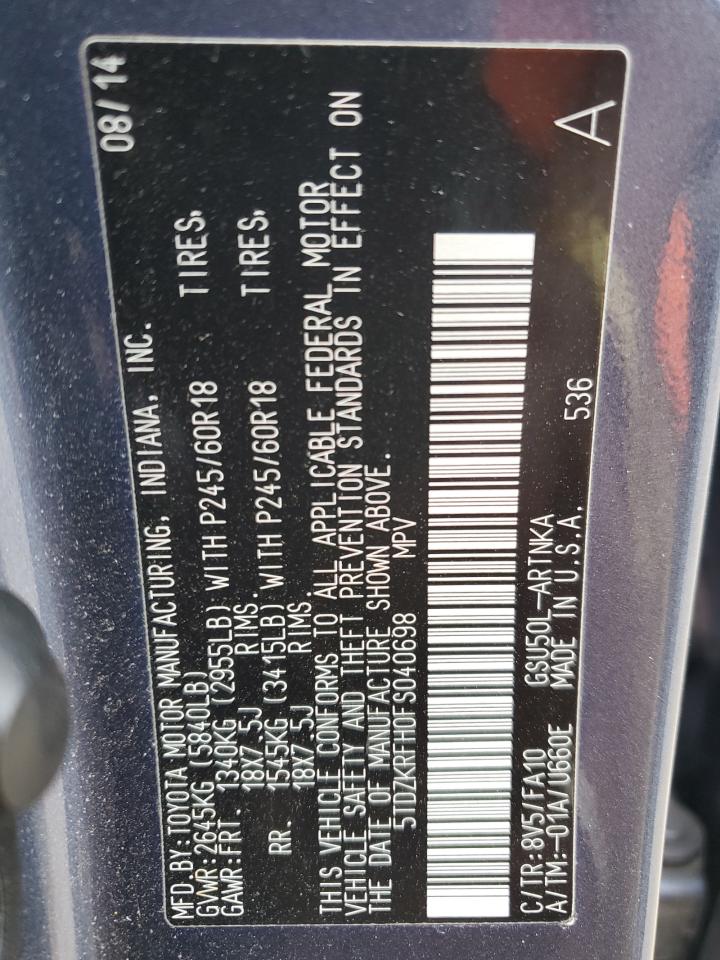 MFD.BY:TOYOTA MOTOR MANUFACTURING, INDIANA, INC. 08/14
GVWR:2645KG (5840LB)
GAWR:FRT. 1340KG (2955LB) WITH P245/60R18 TIRES,
18X7.5J RIMS.
RR. 1545KG (3415LB) WITH P245/60R18 TIRES,
18X7.5J RIMS.
THIS VEHICLE CONFORMS TO ALL APPLICABLE FEDERAL MOTOR
VEHICLE SAFETY AND THEFT PREVENTION STANDARDS IN EFFECT ON
THE DATE OF MANUFACTURE SHOWN ABOVE.
5TDZKRFH0FS040698 MPV
C/TR:8V5/FA10 GSU50L-ARTNKA 536 A
A/TM:-01A/U660E MADE IN U.S.A.